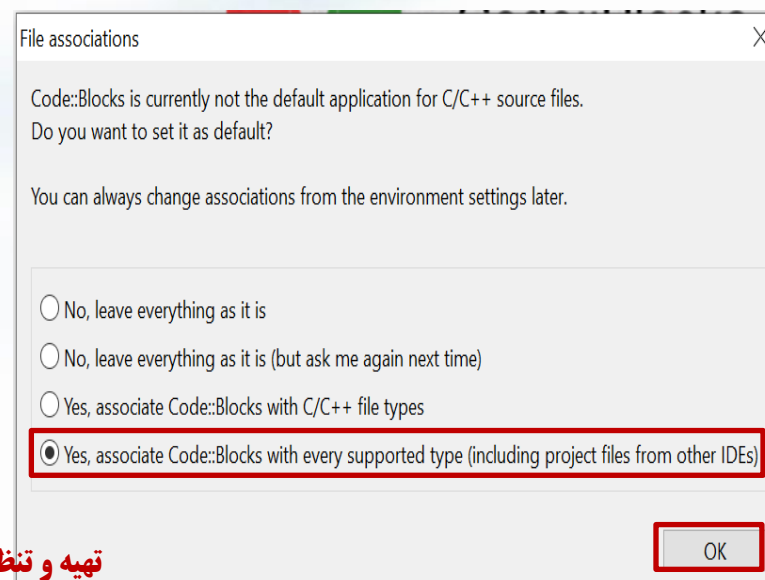 File associations
Code::Blocks is currently not the default application for C/C++ source files.
Do you want to set it as default?
You can always change associations from the environment settings later.
No, leave everything as it is
No, leave everything as it is (but ask me again next time)
Yes, associate Code::Blocks with C/C++ file types
Yes, associate Code::Blocks with every supported type (including project files from other IDEs)
OK
تهیه و